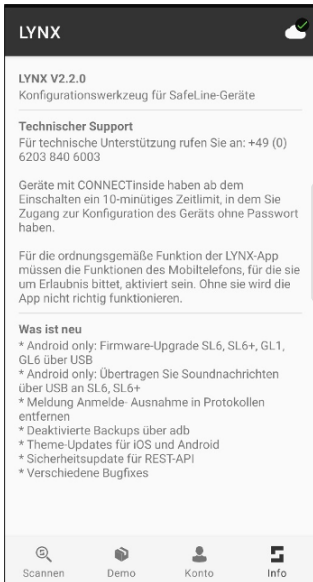 LYNX
LYNX V2.2.0
Konfigurationswerkzeug für SafeLine-Geräte
Technischer Support
Für technische Unterstützung rufen Sie an: +49 (0)
6203 840 6003
Geräte mit CONNECTinside haben ab dem
Einschalten ein 10-minütiges Zeitlimit, in dem Sie
Zugang zur Konfiguration des Geräts ohne Passwort
haben.
Für die ordnungsgemäße Funktion der LYNX-App
müssen die Funktionen des Mobiltelefons, für die sie
um Erlaubnis bittet, aktiviert sein. Ohne sie wird die
App nicht richtig funktionieren.
Was ist neu
* Android only: Firmware-Upgrade SL6, SL6+, GL1,
GL6 über USB
* Android only: Übertragen Sie Soundnachrichten
über USB an SL6, SL6+
* Meldung Anmelde- Ausnahme in Protokollen
entfernen
* Deaktivierte Backups über adb
* Theme-Updates für iOS und Android
* Sicherheitsupdate für REST-API
* Verschiedene Bugfixes
Scannen
Demo
Konto
Info